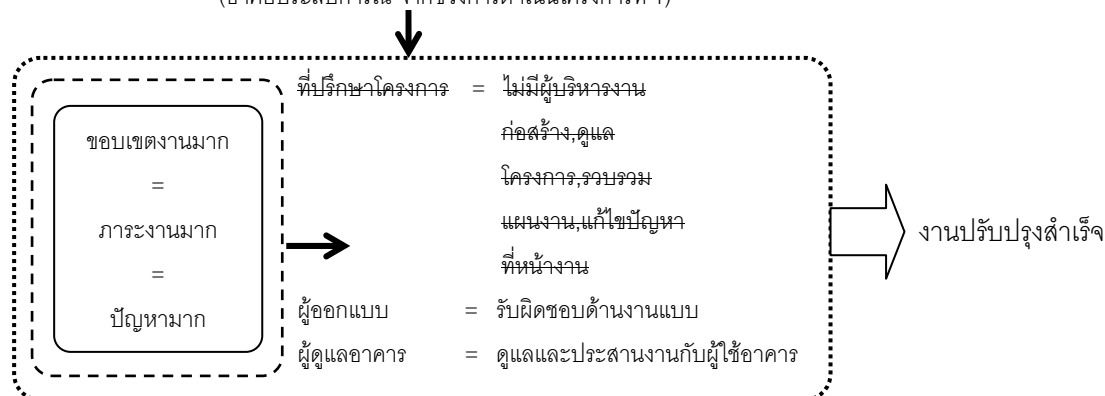 ขอบเขตงานมาก
=
ภาระงานมาก
=
ปัญหามาก
ที่ปรึกษาโครงการ = ไม่มีผู้บริหารงาน
ก่อสร้าง,ดูแล
โครงการ,รวบรวม
แผนงาน,แก้ไขปัญหา
ที่หน้างาน
ผู้ออกแบบ = รับผิดชอบด้านงานแบบ
ผู้ดูแลอาคาร = ดูแลและประสานงานกับผู้ใช้อาคาร
งานปรับปรุงสำเร็จ